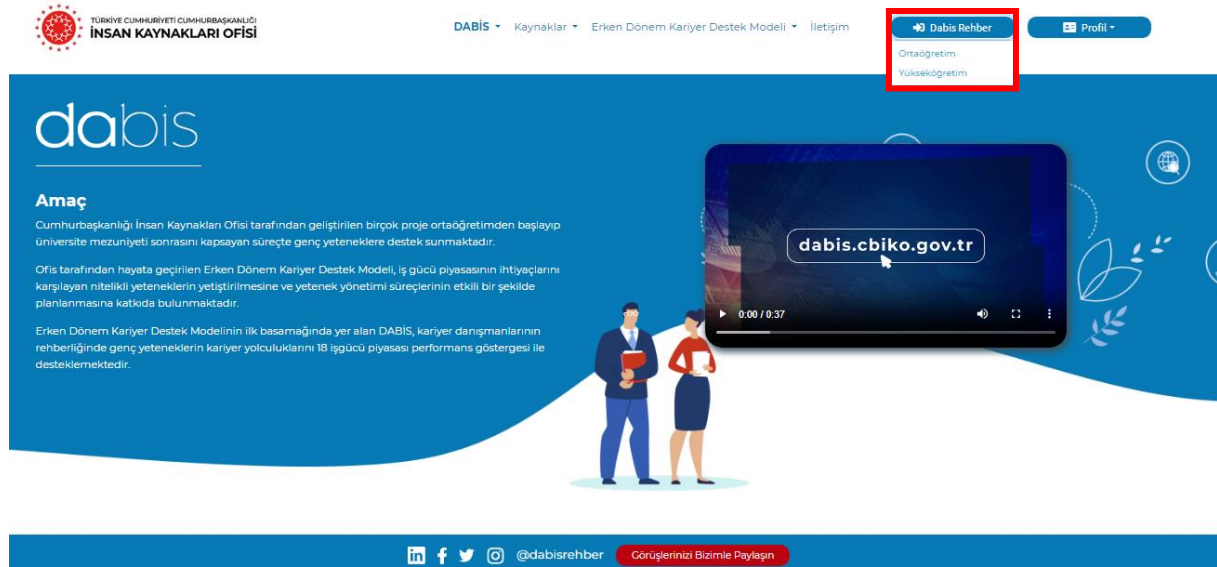 TÜRKİYE CUMHURİYETİ CUMHURBAŞKANLIĞI
İNSAN KAYNAKLARI OFİSİ
DABİS Kaynaklar Erken Dönem Kariyer Destek Modeli İletişim Dabis Rehber Profil
Ortaöğretim
Yükseköğretim
dabis
Amaç
Cumhurbaşkanlığı İnsan Kaynakları Ofisi tarafından geliştirilen birçok proje ortaöğretimden başlayıp
üniversite mezuniyeti sonrasını kapsayan süreçte genç yeteneklere destek sunmaktadır.
Ofis tarafından hayata geçirilen Erken Dönem Kariyer Destek Modeli, iş gücü piyasasının ihtiyaçlarını
karşılayan nitelikli yeteneklerin yetiştirilmesine ve yetenek yönetimi süreçlerinin etkili bir şekilde
planlanmasına katkıda bulunmaktadır.
Erken Dönem Kariyer Destek Modelinin ilk basamağında yer alan DABİS, kariyer danışmanlarının
rehberliğinde genç yeteneklerin kariyer yolculuklarını 18 işgücü piyasası performans göstergesi ile
desteklemektedir.
dabis.cbiko.gov.tr
0:00 / 0:37
@dabisrehber Görüşlerinizi Bizimle Paylaşın